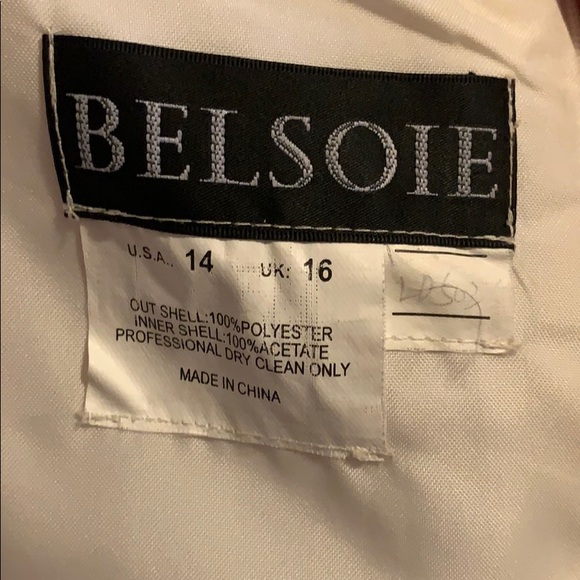 BELSOIE
U.S.A.. 14 UK: 16
OUT SHELL:100%POLYESTER
INNER SHELL:100%ACETATE
PROFESSIONAL DRY CLEAN ONLY
MADE IN CHINA